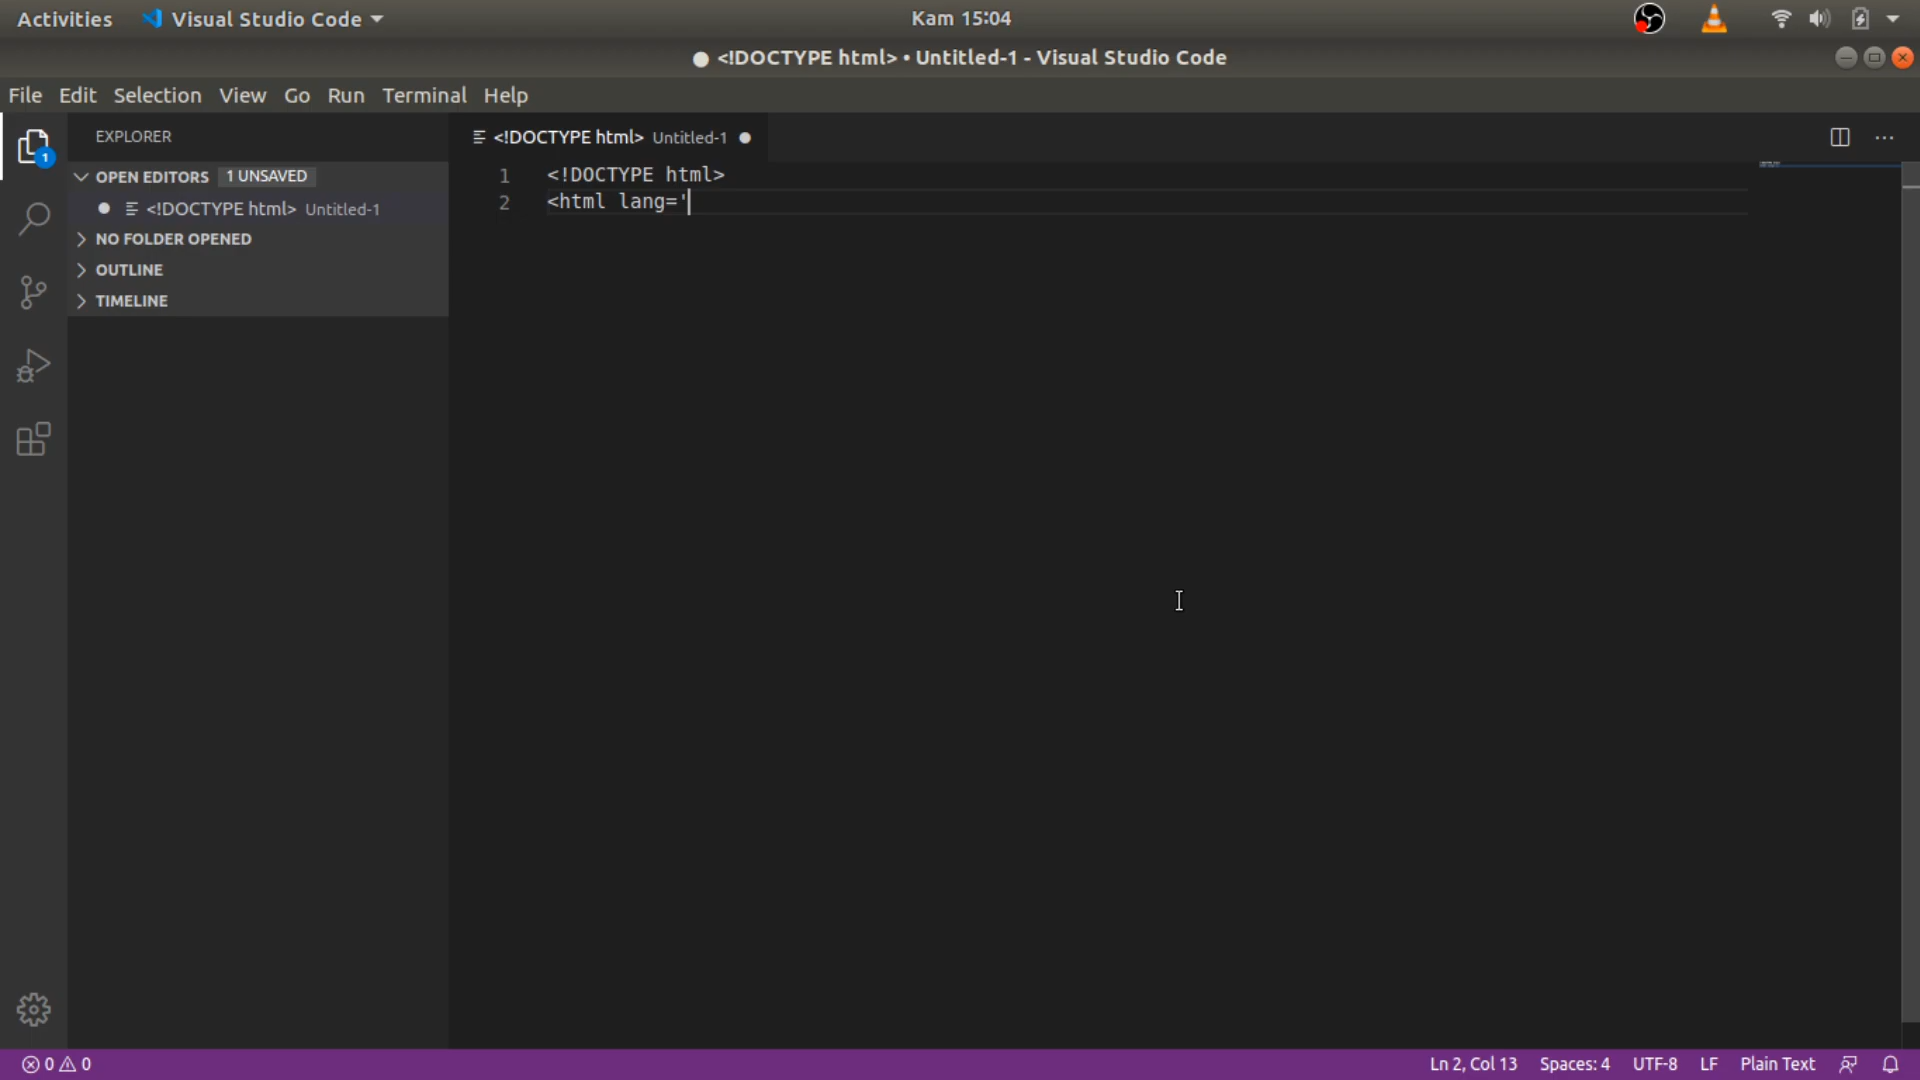 Activities Visual Studio Code Kam 15:04
<!DOCTYPE html> • Untitled-1 - Visual Studio Code
File Edit Selection View Go Run Terminal Help
EXPLORER
<!DOCTYPE html> Untitled-1
OPEN EDITORS 1 UNSAVED
<!DOCTYPE html> Untitled-1
NO FOLDER OPENED
OUTLINE
TIMELINE
1
1 <!DOCTYPE html>
2 <html lang='
0 0
Ln 2, Col 13 Spaces: 4 UTF-8 LF Plain Text